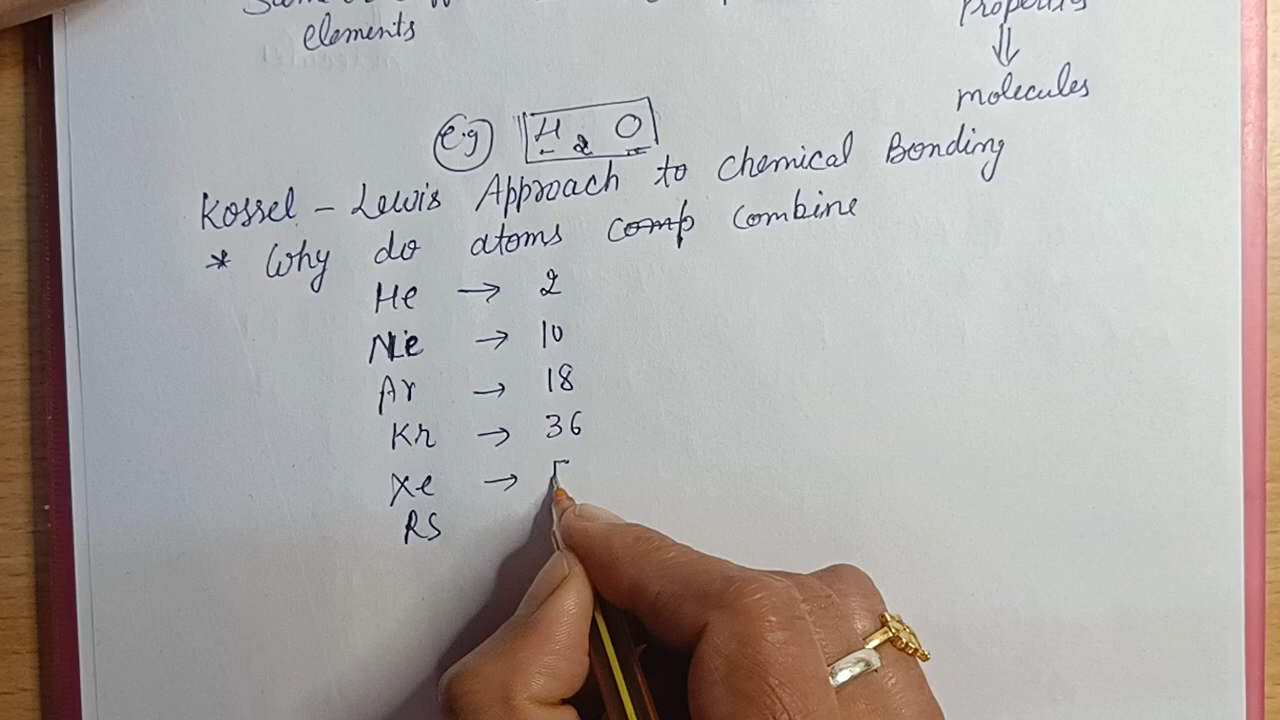 elements
properties
⇓
molecules
e.g H2O
Kossel - Lewis Approach to Chemical Bonding
* Why do atoms comp combine
He → 2
Ne → 10
Ar → 18
Kr → 36
Xe → 5
RS